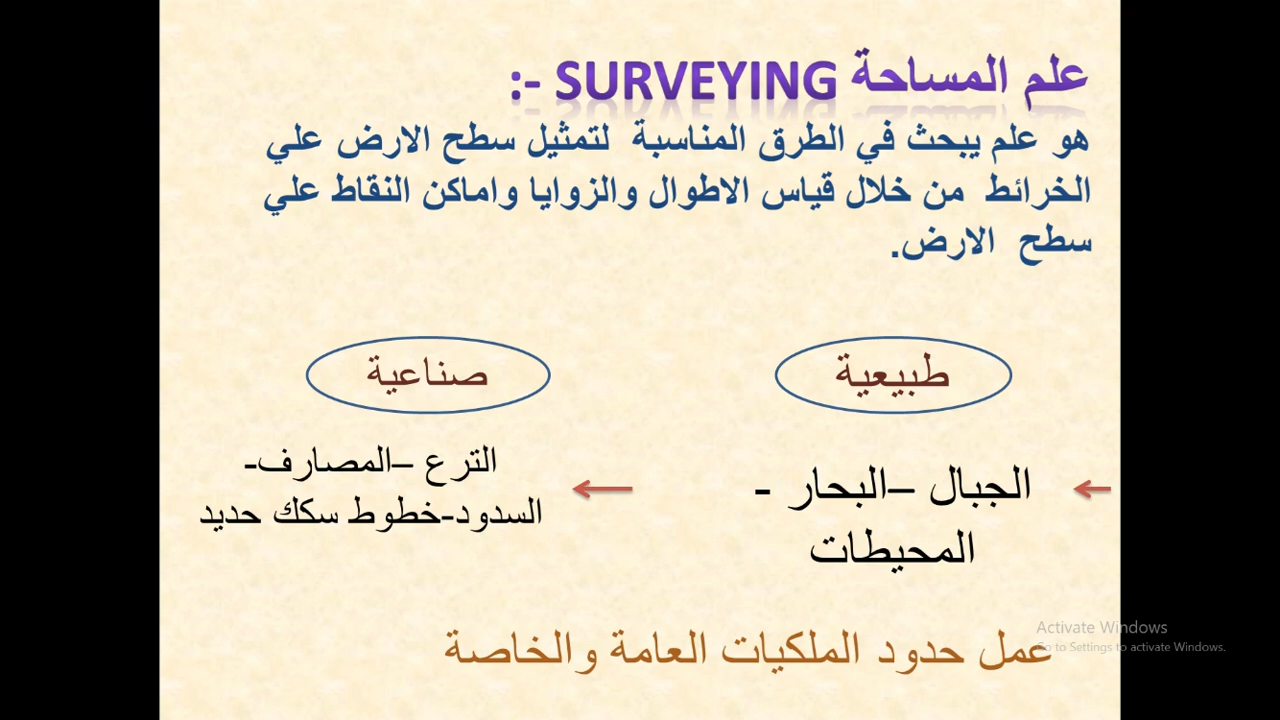 علم المساحة SURVEYING :-
هو علم يبحث في الطرق المناسبة لتمثيل سطح الارض علي
الخرائط من خلال قياس الاطوال والزوايا واماكن النقاط علي
سطح الارض.
طبيعية
صناعية
الجبال –البحار -
المحيطات
الترع –المصارف-
السدود-خطوط سكك حديد
عمل حدود الملكيات العامة والخاصة
Activate Windows
Go to Settings to activate Windows.